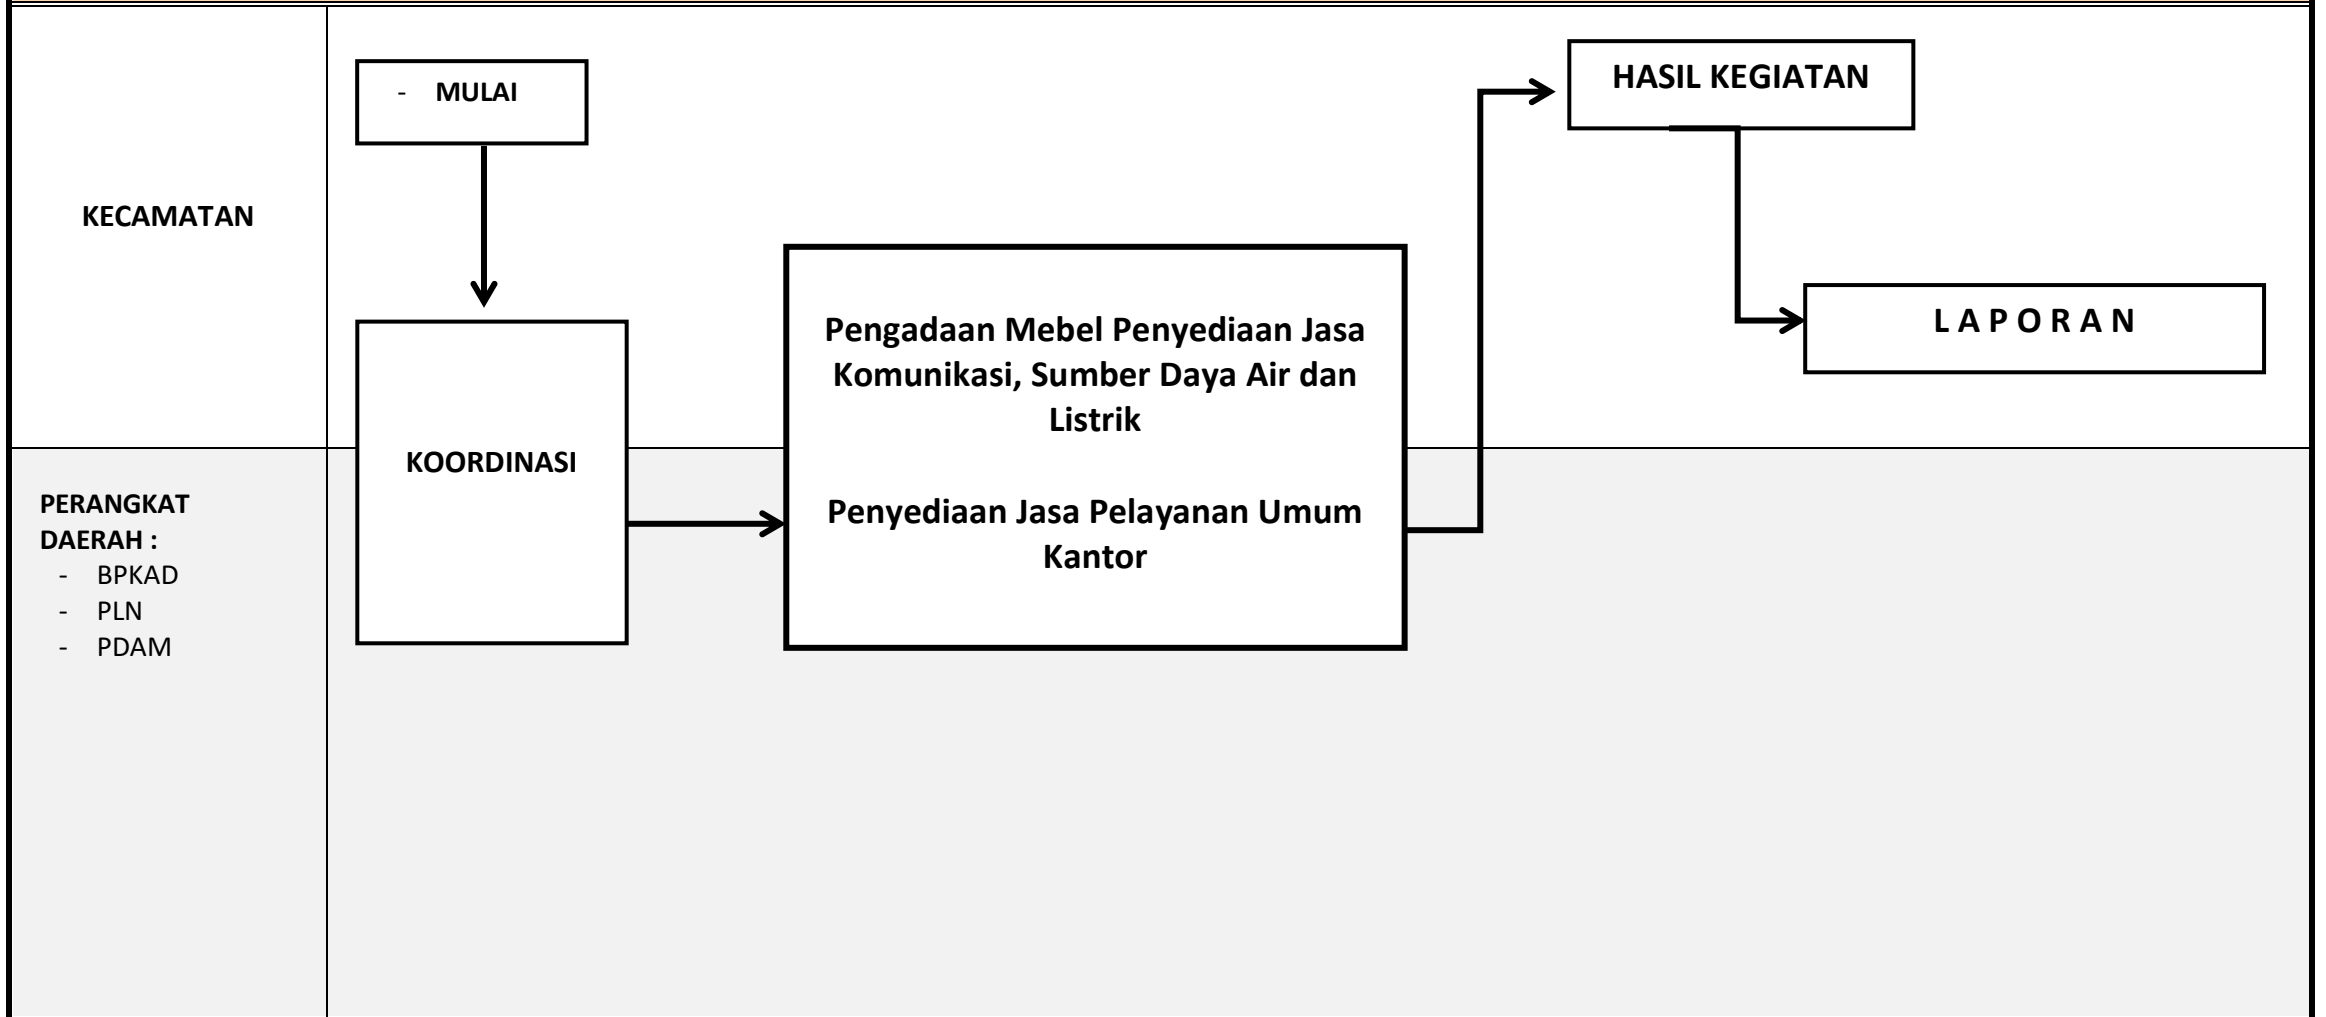 KECAMATAN
- MULAI
HASIL KEGIATAN
L A P O R A N
KOORDINASI
Pengadaan Mebel Penyediaan Jasa
Komunikasi, Sumber Daya Air dan
Listrik
Penyediaan Jasa Pelayanan Umum
Kantor
PERANGKAT
DAERAH :
- BPKAD
- PLN
- PDAM